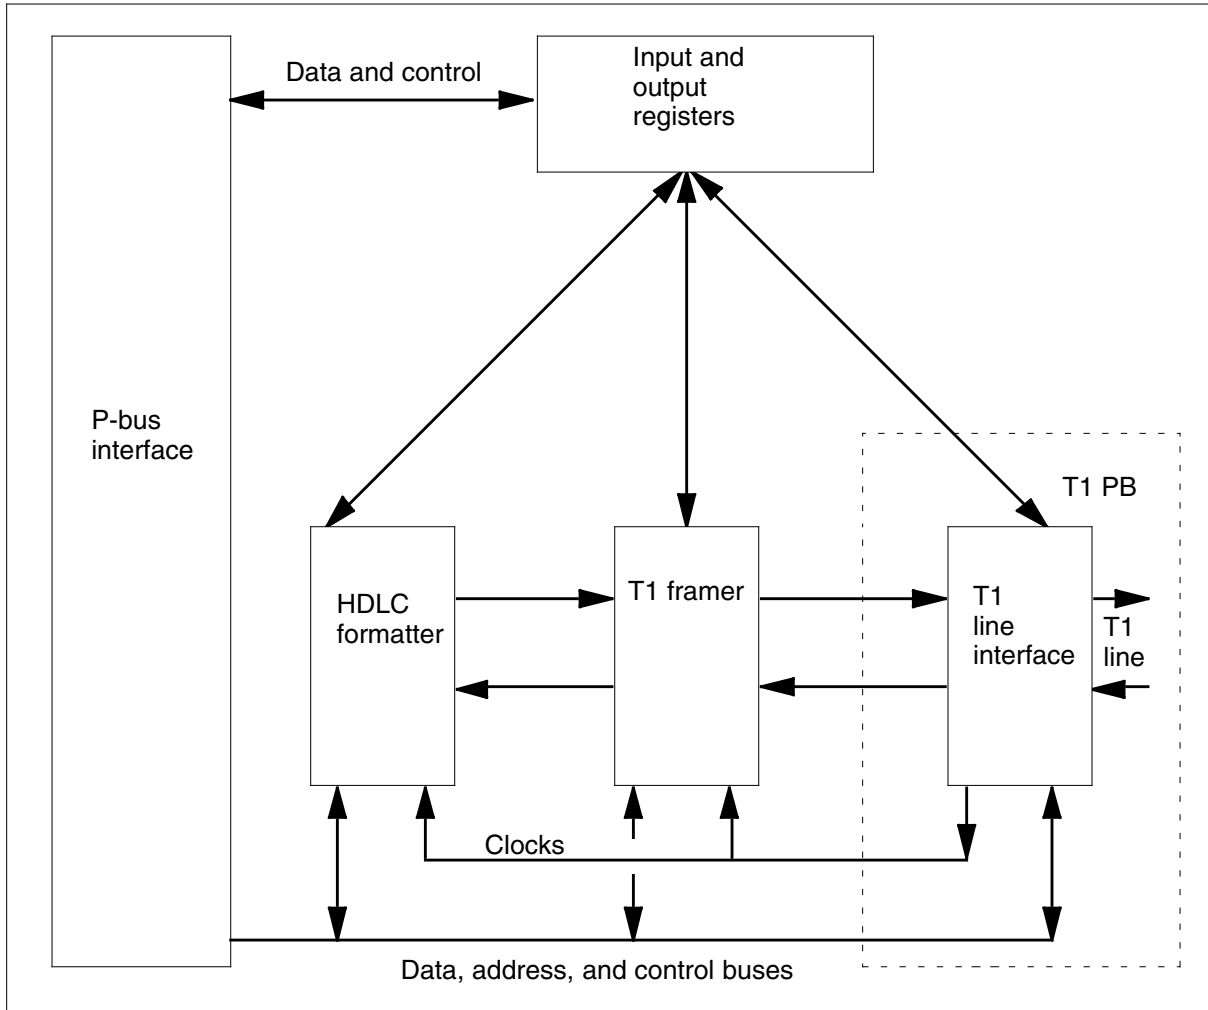 Data and control
Input and
output
registers
P-bus
interface
T1 PB
HDLC
formatter
T1 framer
T1
line
interface
T1
line
Clocks
Data, address, and control buses